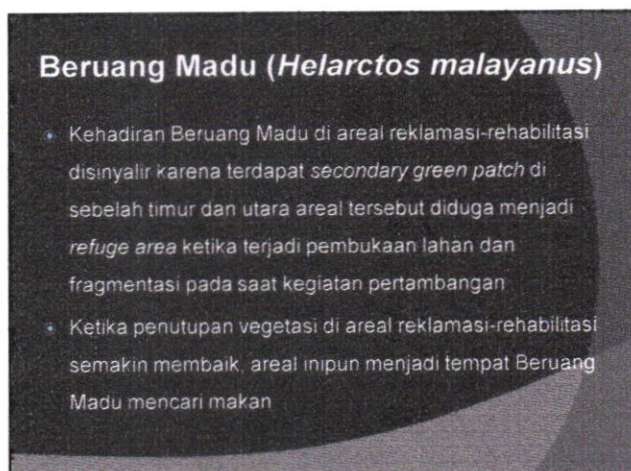 Beruang Madu (Helarctos malayanus)
Kehadiran Beruang Madu di areal reklamasi-rehabilitasi
disinyalir karena terdapat secondary green patch di
sebelah timur dan utara areal tersebut diduga menjadi
refuge area ketika terjadi pembukaan lahan dan
fragmentasi pada saat kegiatan pertambangan
Ketika penutupan vegetasi di areal reklamasi-rehabilitasi
semakin membaik, areal inipun menjadi tempat Beruang
Madu mencari makan